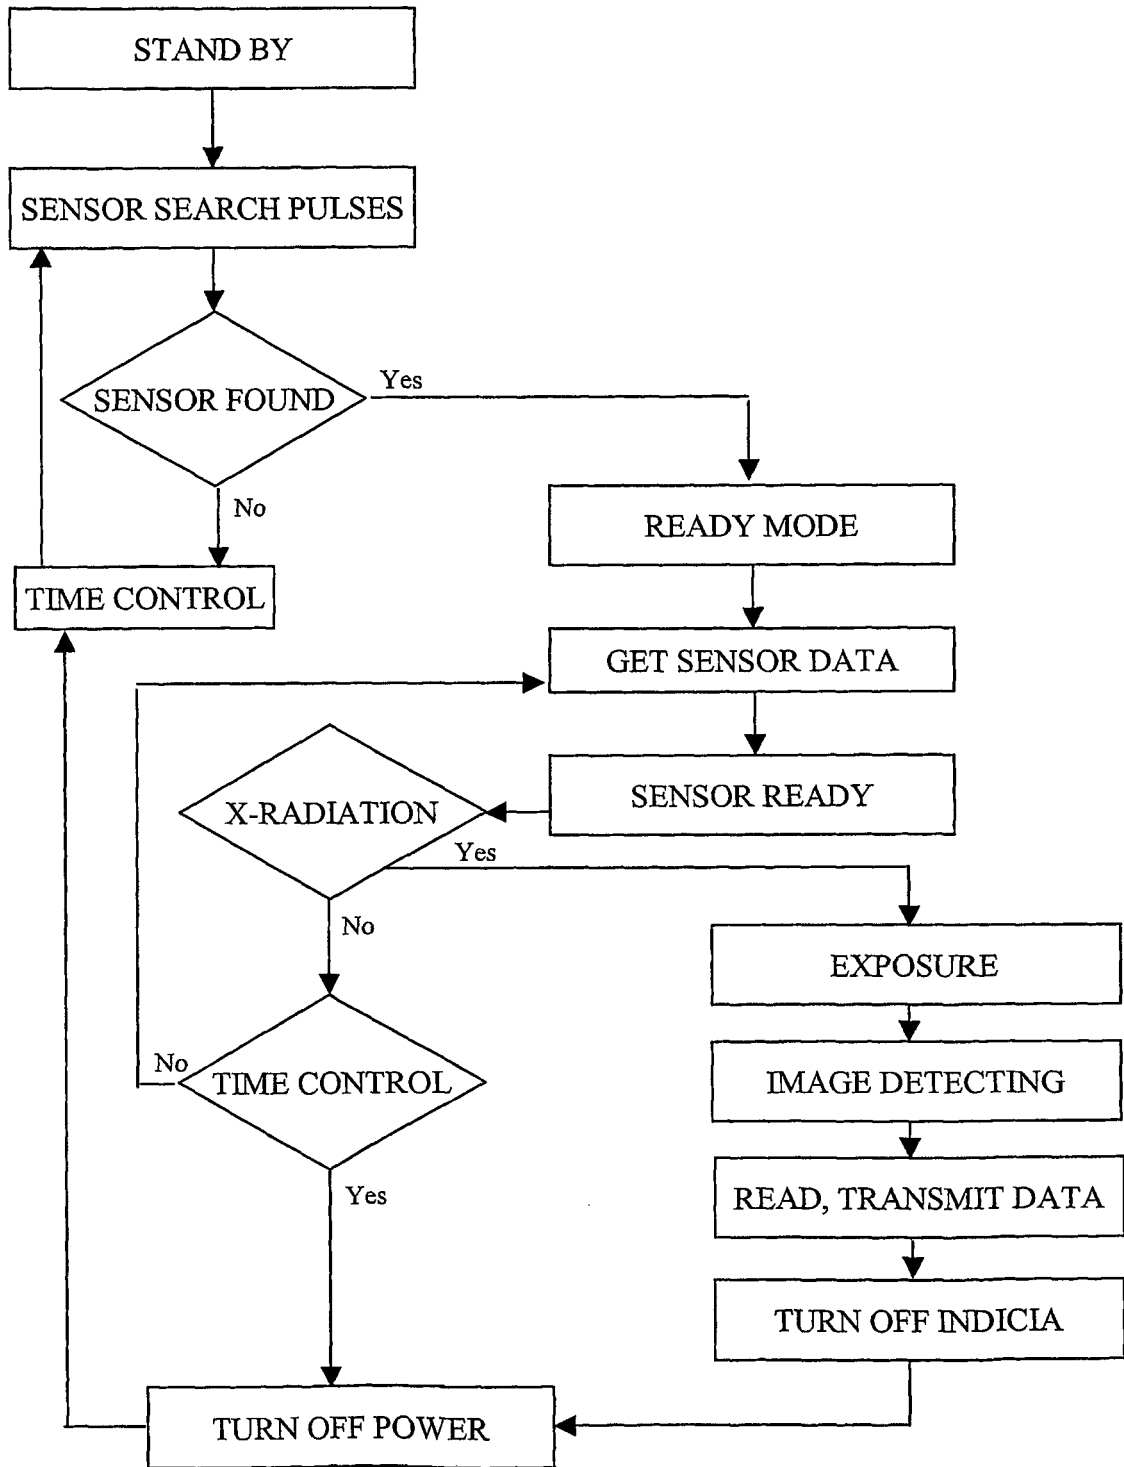 STAND BY
SENSOR SEARCH PULSES
SENSOR FOUND
Yes
No
READY MODE
TIME CONTROL
GET SENSOR DATA
SENSOR READY
X-RADIATION
Yes
No
EXPOSURE
No
TIME CONTROL
IMAGE DETECTING
Yes
READ, TRANSMIT DATA
TURN OFF INDICIA
TURN OFF POWER